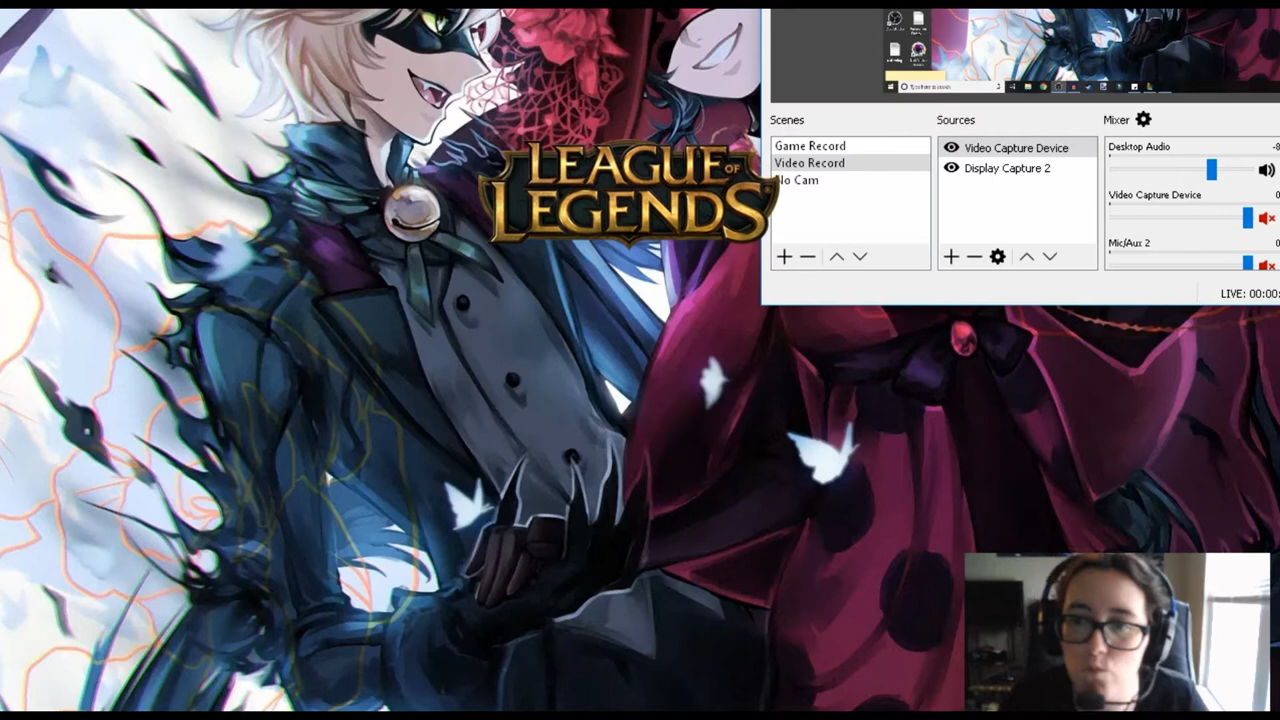 LEAGUE OF
LEGENDS
Scenes
Game Record
Video Record
No Cam
Sources
Video Capture Device
Display Capture 2
Mixer
Desktop Audio
Video Capture Device
Mic/Aux 2
LIVE: 00:00: